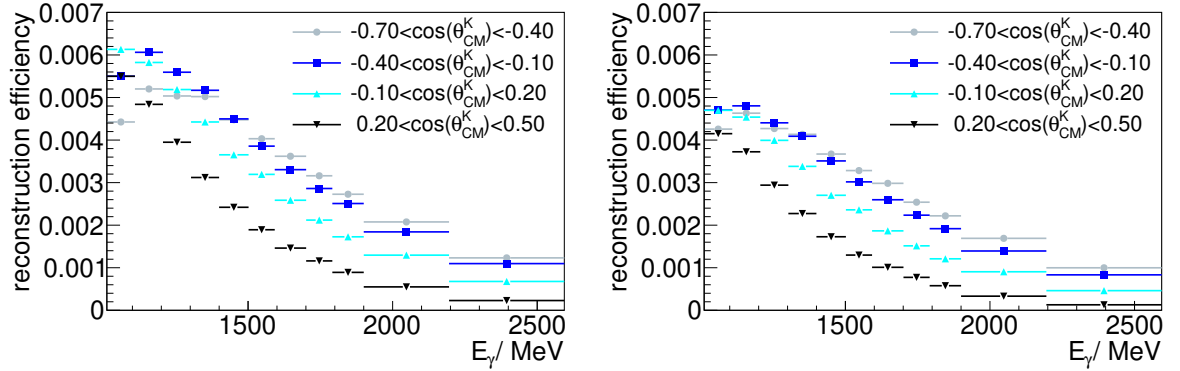 reconstruction efficiency
0.007
0.006
0.005
0.004
0.003
0.002
0.001
0
-0.70<cos(θ^K_CM)<-0.40
-0.40<cos(θ^K_CM)<-0.10
-0.10<cos(θ^K_CM)<0.20
0.20<cos(θ^K_CM)<0.50
1500 2000 2500
E_γ/ MeV
reconstruction efficiency
0.007
0.006
0.005
0.004
0.003
0.002
0.001
0
-0.70<cos(θ^K_CM)<-0.40
-0.40<cos(θ^K_CM)<-0.10
-0.10<cos(θ^K_CM)<0.20
0.20<cos(θ^K_CM)<0.50
1500 2000 2500
E_γ/ MeV